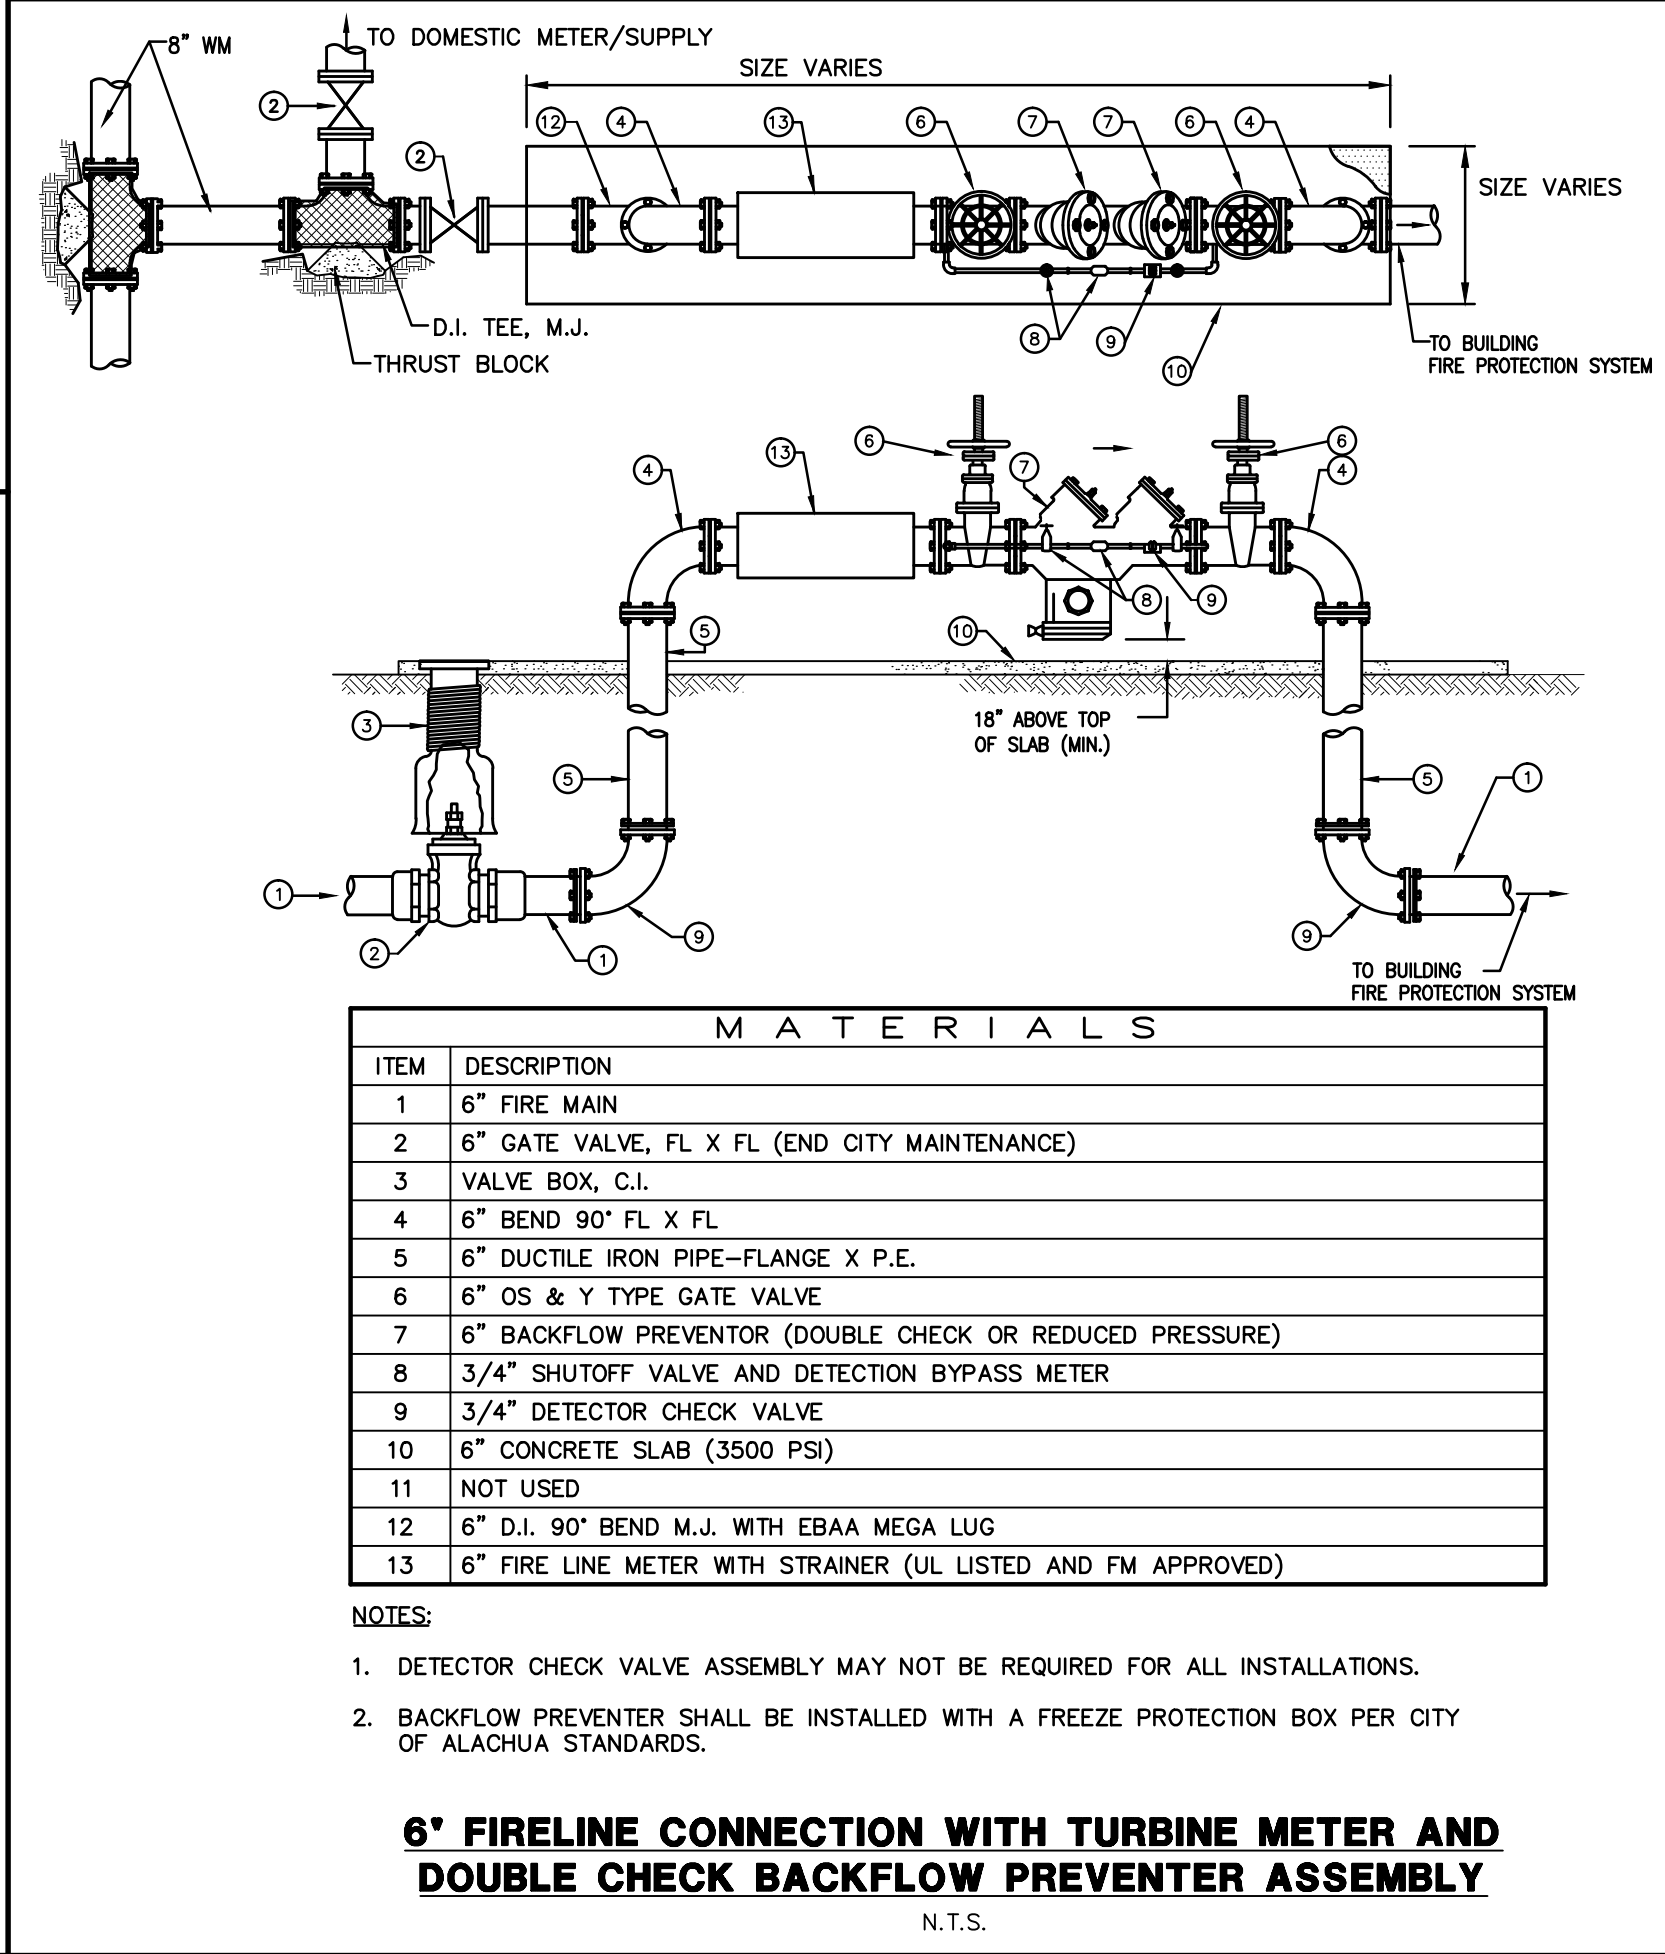 8" WM
TO DOMESTIC METER/SUPPLY
SIZE VARIES
2
12
4
13
6
7
7
6
4
2
SIZE VARIES
D.I. TEE, M.J.
THRUST BLOCK
8
9
10
TO BUILDING
FIRE PROTECTION SYSTEM
4
13
6
7
6
4
8
9
5
10
3
18" ABOVE TOP
OF SLAB (MIN.)
5
5
1
1
2
1
9
9
TO BUILDING
FIRE PROTECTION SYSTEM
MATERIALS
ITEM DESCRIPTION
1 6" FIRE MAIN
2 6" GATE VALVE, FL X FL (END CITY MAINTENANCE)
3 VALVE BOX, C.I.
4 6" BEND 90° FL X FL
5 6" DUCTILE IRON PIPE-FLANGE X P.E.
6 6" OS & Y TYPE GATE VALVE
7 6" BACKFLOW PREVENTOR (DOUBLE CHECK OR REDUCED PRESSURE)
8 3/4" SHUTOFF VALVE AND DETECTION BYPASS METER
9 3/4" DETECTOR CHECK VALVE
10 6" CONCRETE SLAB (3500 PSI)
11 NOT USED
12 6" D.I. 90° BEND M.J. WITH EBAA MEGA LUG
13 6" FIRE LINE METER WITH STRAINER (UL LISTED AND FM APPROVED)
NOTES:
1. DETECTOR CHECK VALVE ASSEMBLY MAY NOT BE REQUIRED FOR ALL INSTALLATIONS.
2. BACKFLOW PREVENTER SHALL BE INSTALLED WITH A FREEZE PROTECTION BOX PER CITY
OF ALACHUA STANDARDS.
6" FIRELINE CONNECTION WITH TURBINE METER AND
DOUBLE CHECK BACKFLOW PREVENTER ASSEMBLY
N.T.S.